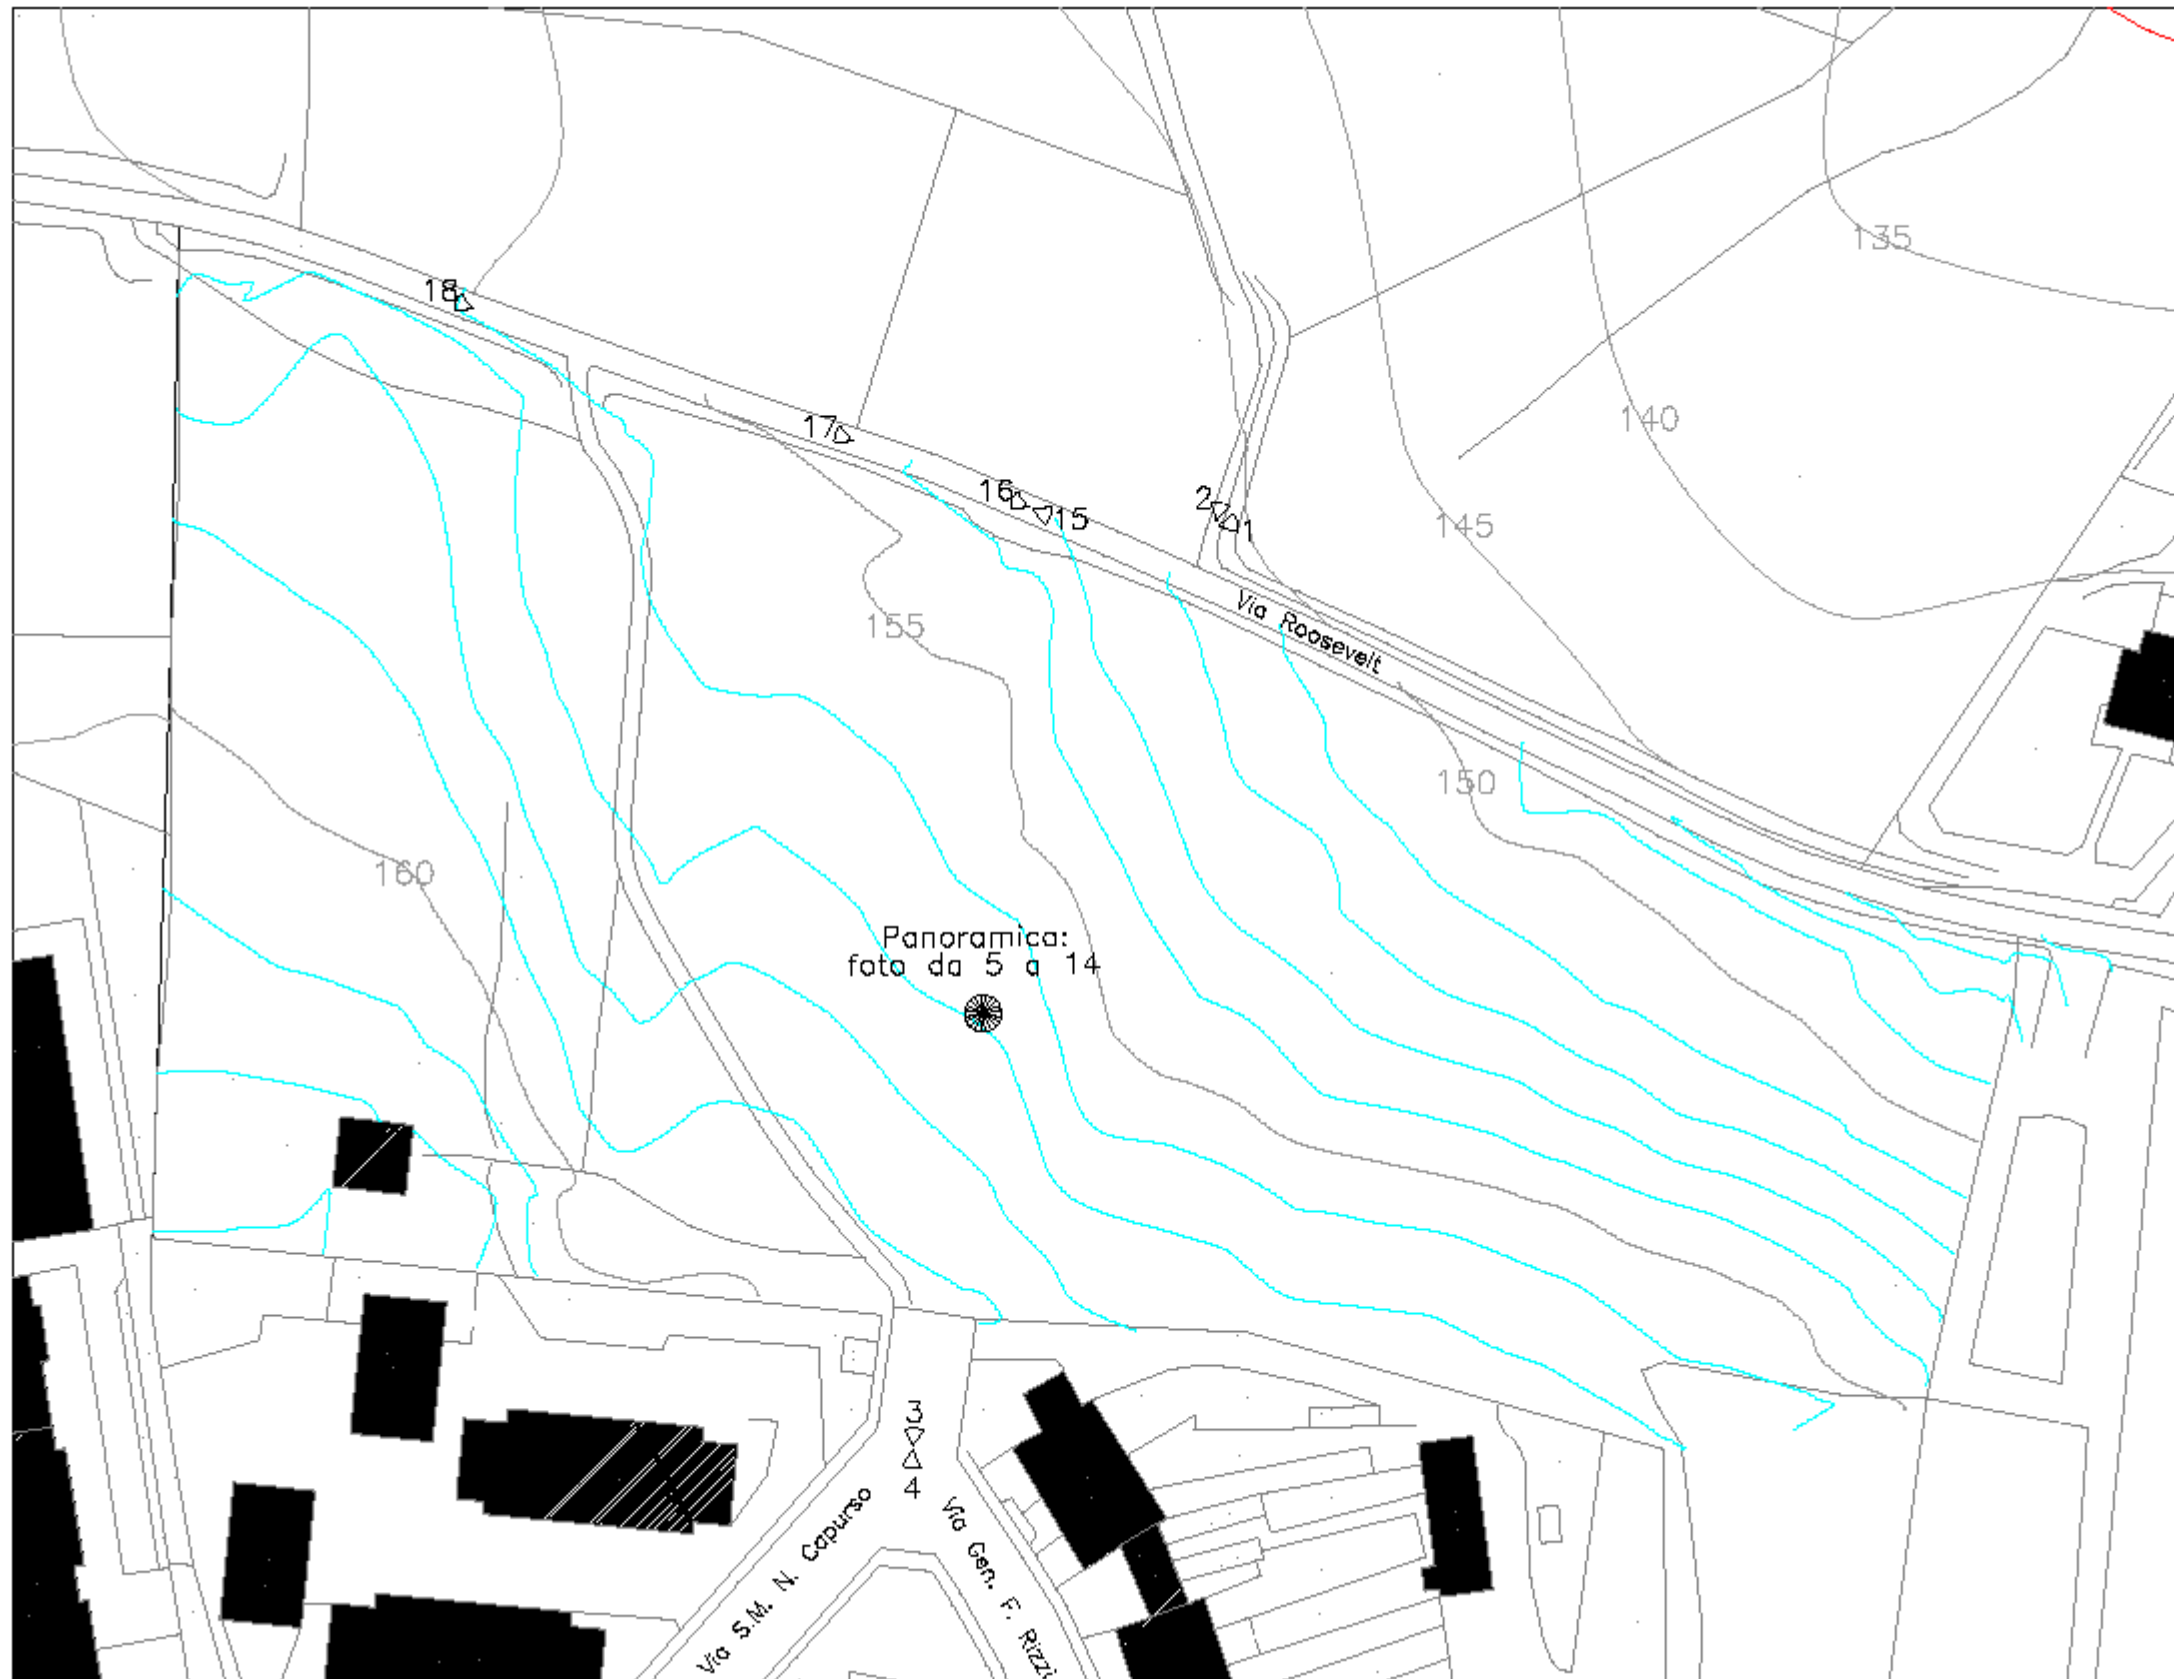 135
18
140
17
16
15
2
1
145
Via Roosevelt
155
150
160
Panoramica:
foto da 5 a 14
3
4
Via S.M. N. Capurso
Via Gen. F. Rizzi